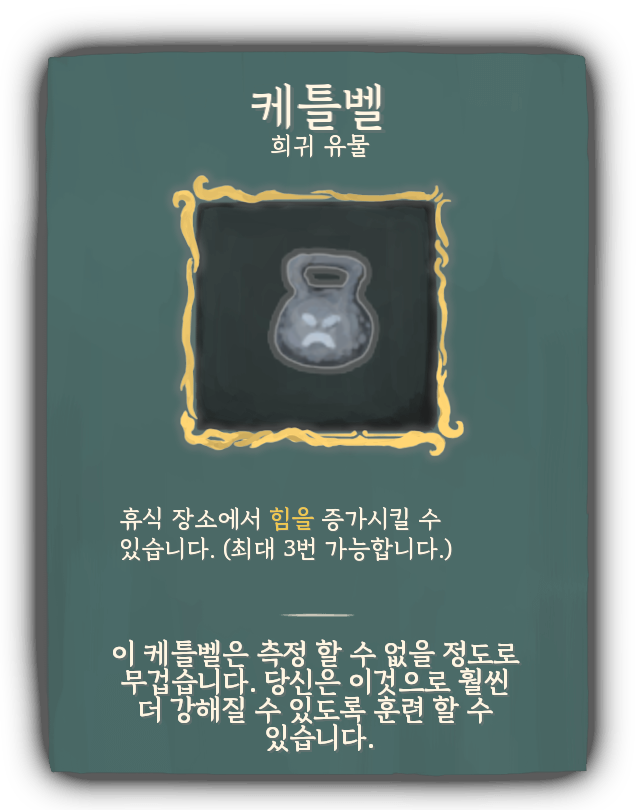 케틀벨
희귀 유물
휴식 장소에서 힘을 증가시킬 수
있습니다. (최대 3번 가능합니다.)
이 케틀벨은 측정 할 수 없을 정도로
무겁습니다. 당신은 이것으로 훨씬
더 강해질 수 있도록 훈련 할 수
있습니다.